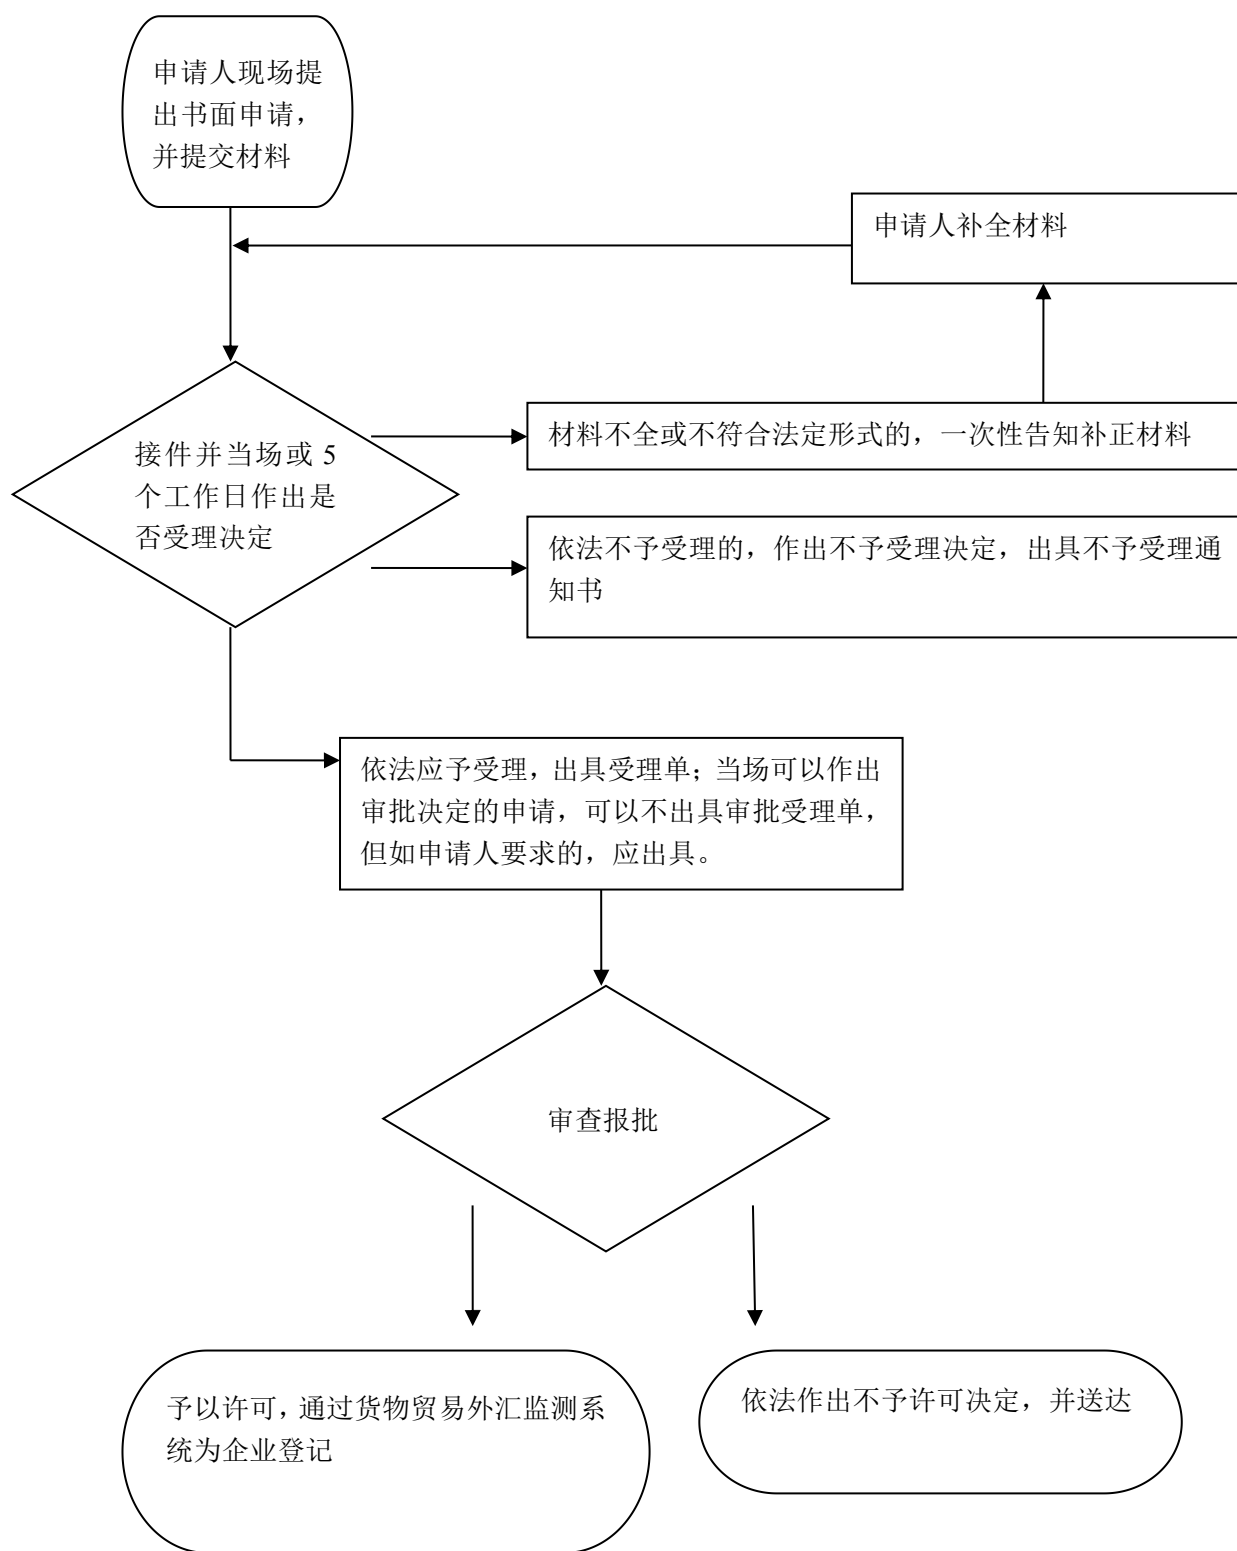 申请人现场提
出书面申请，
并提交材料
申请人补全材料
接件并当场或 5
个工作日作出是
否受理决定
材料不全或不符合法定形式的，一次性告知补正材料
依法不予受理的，作出不予受理决定，出具不予受理通
知书
依法应予受理，出具受理单；当场可以作出
审批决定的申请，可以不出具审批受理单，
但如申请人要求的，应出具。
审查报批
予以许可，通过货物贸易外汇监测系
统为企业登记
依法作出不予许可决定，并送达